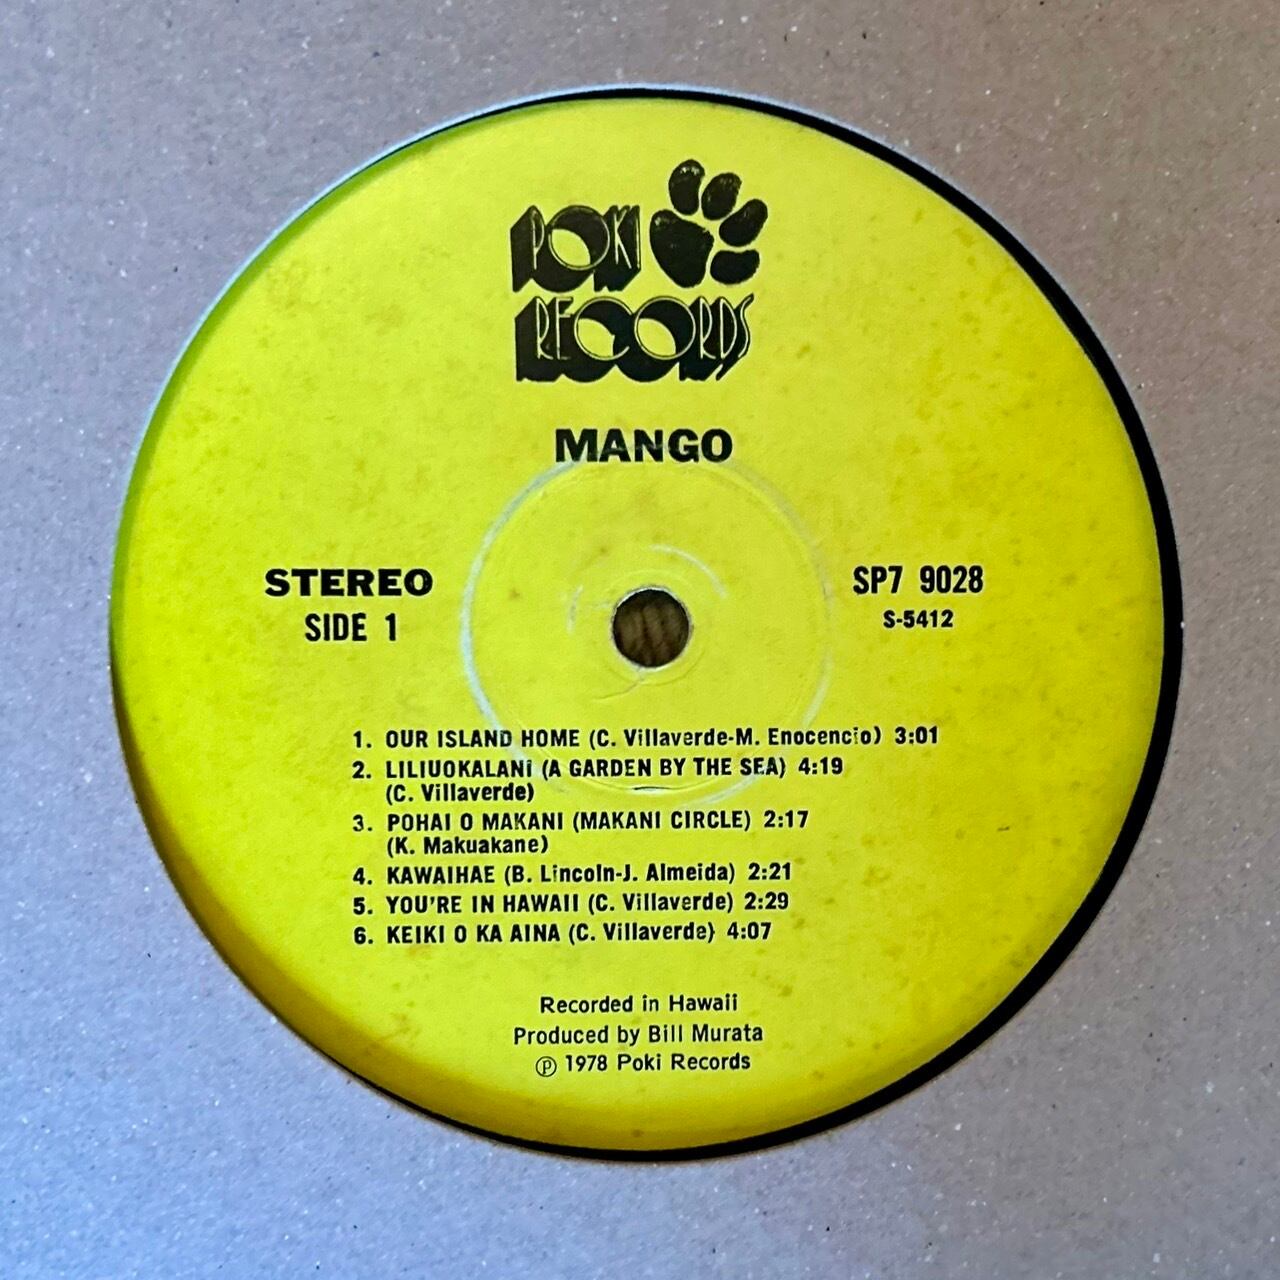 POKI
RECORDS
MANGO
STEREO
SIDE 1
SP7 9028
S-5412
1. OUR ISLAND HOME (C. Villaverde-M. Enocencio) 3:01
2. LILIUOKALANI (A GARDEN BY THE SEA) 4:19
(C. Villaverde)
3. POHAI O MAKANI (MAKANI CIRCLE) 2:17
(K. Makuakane)
4. KAWAIHAE (B. Lincoln-J. Almeida) 2:21
5. YOU'RE IN HAWAII (C. Villaverde) 2:29
6. KEIKI O KA AINA (C. Villaverde) 4:07
Recorded in Hawaii
Produced by Bill Murata
℗ 1978 Poki Records